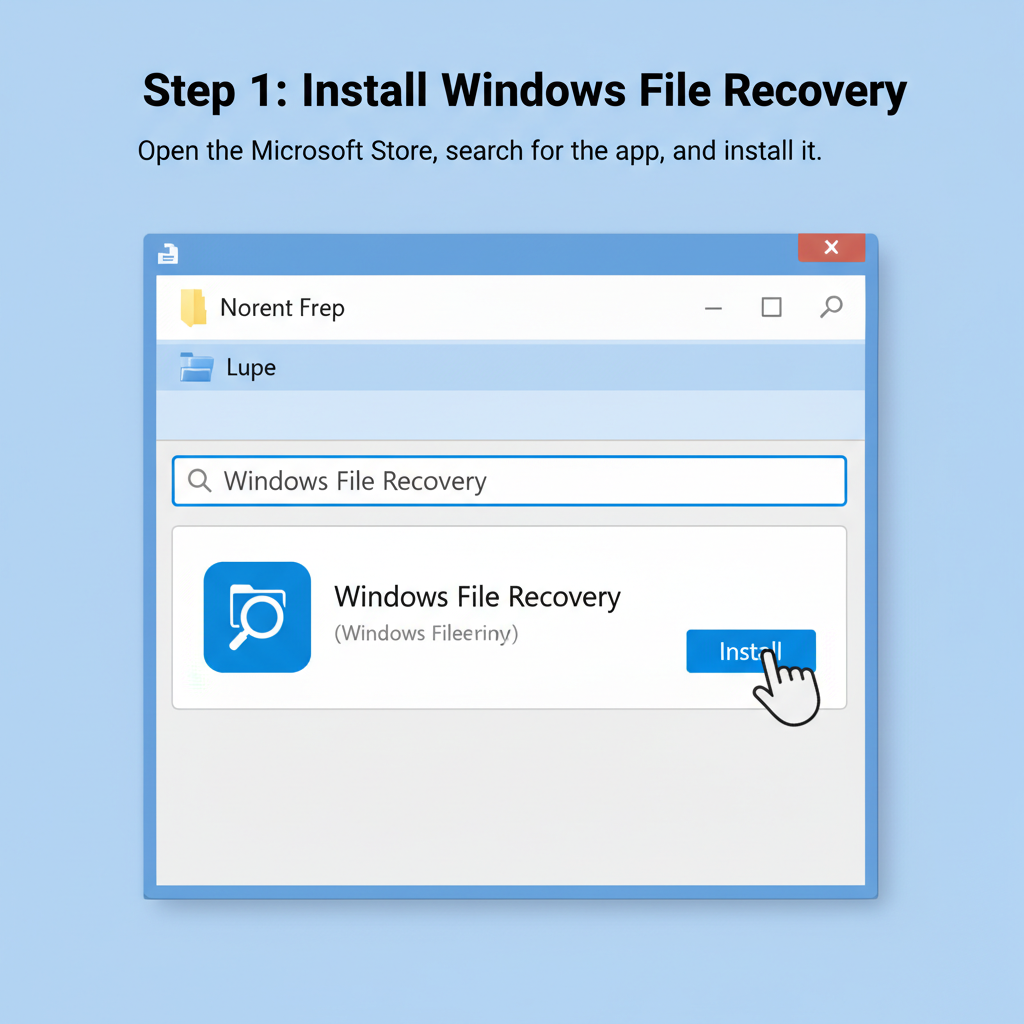 Step 1: Install Windows File Recovery
Open the Microsoft Store, search for the app, and install it.
Norent Frep
Lupe
Windows File Recovery
Windows File Recovery
(Windows Fileeriny)
Install